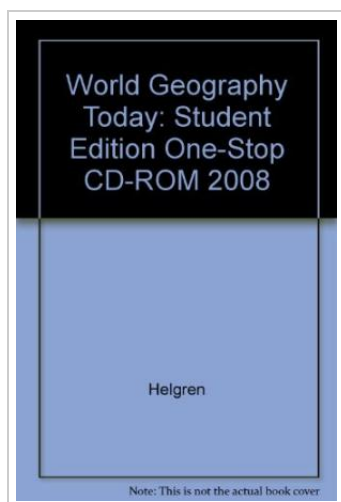 World Geography
Today: Student
Edition One-Stop
CD-ROM 2008
Helgren
Note: This is not the actual book cover